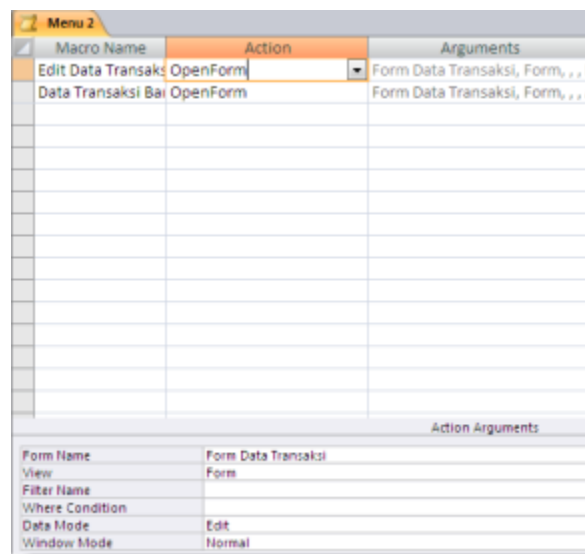 Menu 2
Macro Name Action Arguments
Edit Data Transaks OpenForm Form Data Transaksi, Form, , ,
Data Transaksi Bar OpenForm Form Data Transaksi, Form, , ,
Action Arguments
Form Name Form Data Transaksi
View Form
Filter Name
Where Condition
Data Mode Edit
Window Mode Normal